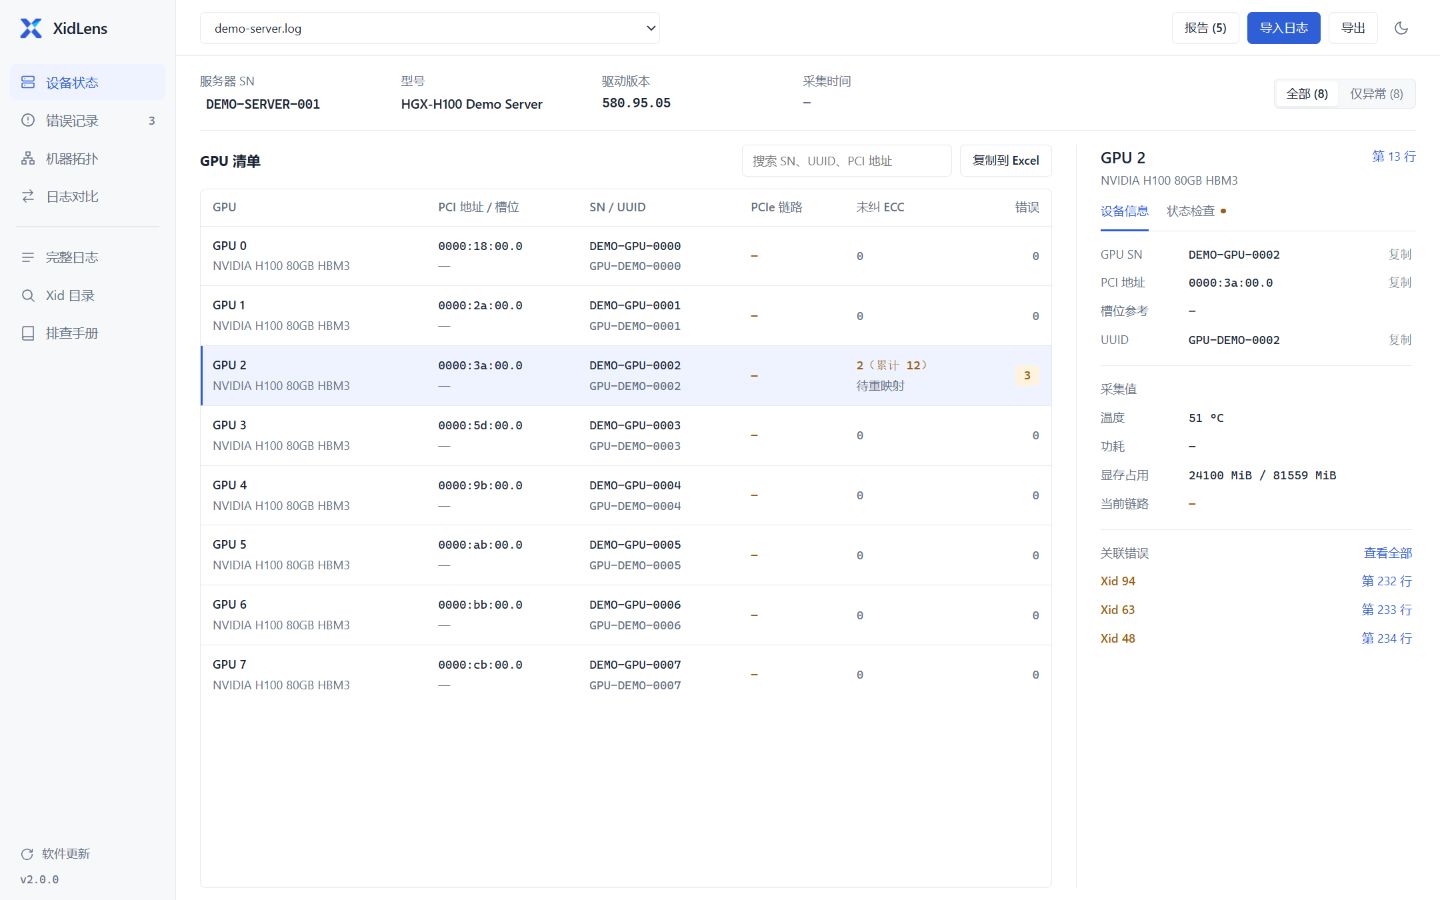 XidLens
设备状态
错误记录 3
机器拓扑
日志对比
完整日志
Xid 目录
排查手册
软件更新
v2.0.0
demo-server.log
报告 (5)
导入日志
导出
服务器 SN
DEMO-SERVER-001
型号
HGX-H100 Demo Server
驱动版本
580.95.05
采集时间
—
全部 (8)
仅异常 (8)
GPU 清单
搜索 SN、UUID、PCI 地址
复制到 Excel
GPU PCI 地址 / 槽位 SN / UUID PCIe 链路 未纠 ECC 错误
GPU 0 0000:18:00.0 DEMO-GPU-0000 — 0 0
NVIDIA H100 80GB HBM3 — GPU-DEMO-0000
GPU 1 0000:2a:00.0 DEMO-GPU-0001 — 0 0
NVIDIA H100 80GB HBM3 — GPU-DEMO-0001
GPU 2 0000:3a:00.0 DEMO-GPU-0002 — 2（累计 12） 3
NVIDIA H100 80GB HBM3 — GPU-DEMO-0002 待重映射
GPU 3 0000:5d:00.0 DEMO-GPU-0003 — 0 0
NVIDIA H100 80GB HBM3 — GPU-DEMO-0003
GPU 4 0000:9b:00.0 DEMO-GPU-0004 — 0 0
NVIDIA H100 80GB HBM3 — GPU-DEMO-0004
GPU 5 0000:ab:00.0 DEMO-GPU-0005 — 0 0
NVIDIA H100 80GB HBM3 — GPU-DEMO-0005
GPU 6 0000:bb:00.0 DEMO-GPU-0006 — 0 0
NVIDIA H100 80GB HBM3 — GPU-DEMO-0006
GPU 7 0000:cb:00.0 DEMO-GPU-0007 — 0 0
NVIDIA H100 80GB HBM3 — GPU-DEMO-0007
GPU 2 第 13 行
NVIDIA H100 80GB HBM3
设备信息 状态检查
GPU SN DEMO-GPU-0002 复制
PCI 地址 0000:3a:00.0 复制
槽位参考 —
UUID GPU-DEMO-0002 复制
采集值
温度 51 °C
功耗 —
显存占用 24100 MiB / 81559 MiB
当前链路 —
关联错误 查看全部
Xid 94 第 232 行
Xid 63 第 233 行
Xid 48 第 234 行